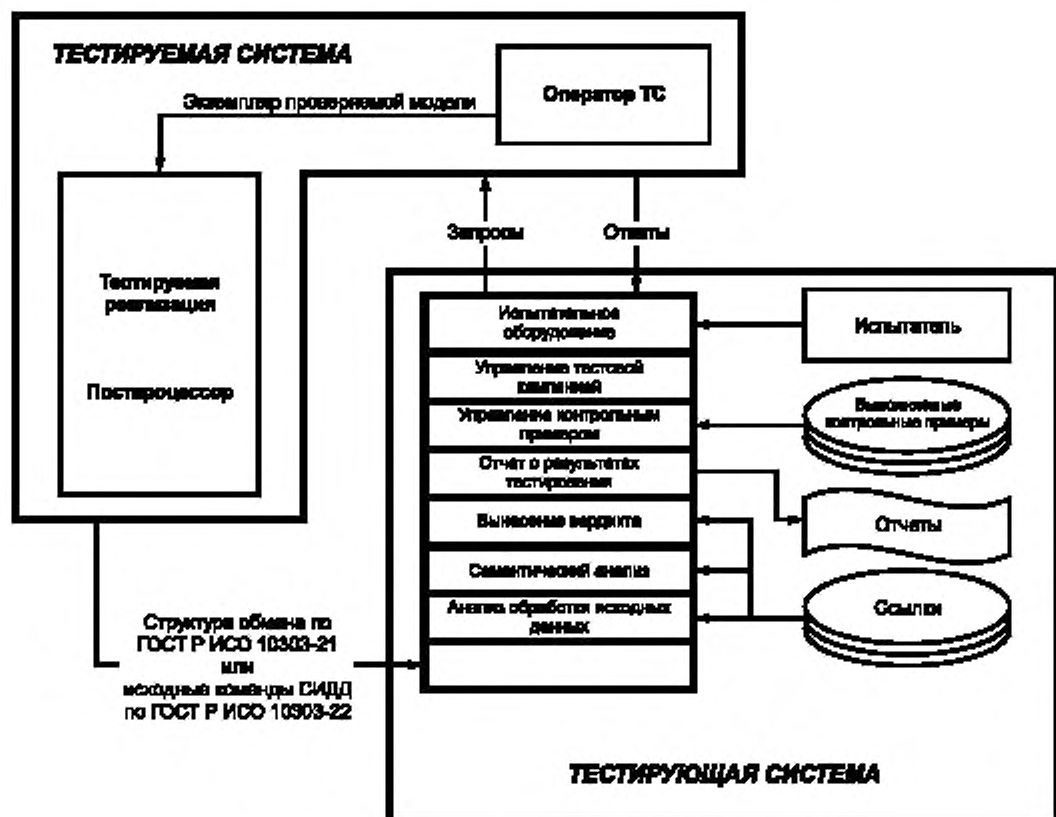 ТЕСТИРУЕМАЯ СИСТЕМА
Оператор ТС
Экземпляр проверяемой модели
Тестируемая
реализация
Постпроцессор
Запросы
Ответы
Испытательное
оборудование
Управление тестовой
кампанией
Управление контрольным
примером
Отчет о результатах
тестирования
Вынесение вердикта
Семантический анализ
Анализ обработки исходных
данных
Испытатель
Выполняемые
контрольные примеры
Отчеты
Ссылки
Структура обмена по
ГОСТ Р ИСО 10303-21
или
исходные команды СИДД
по ГОСТ Р ИСО 10303-22
ТЕСТИРУЮЩАЯ СИСТЕМА